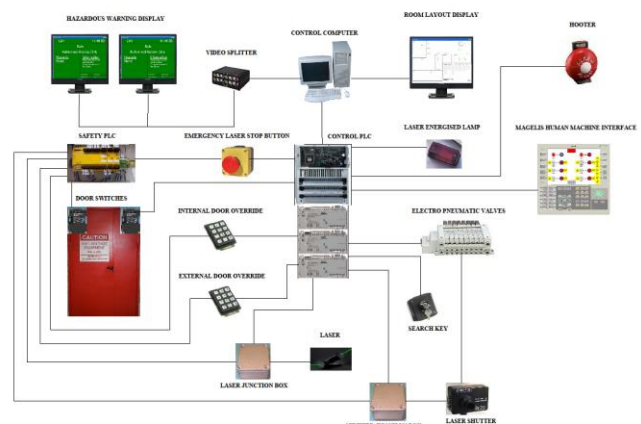 HAZARDOUS WARNING DISPLAY
CONTROL COMPUTER
ROOM LAYOUT DISPLAY
HOOTER
VIDEO SPLITTER
SAFETY PLC
EMERGENCY LASER STOP BUTTON
CONTROL PLC
LASER ENERGISED LAMP
MAGELIS HUMAN MACHINE INTERFACE
DOOR SWITCHES
INTERNAL DOOR OVERRIDE
ELECTRO PNEUMATIC VALVES
CAUTION
EXTERNAL DOOR OVERRIDE
SEARCH KEY
LASER
LASER JUNCTION BOX
LASER SHUTTER